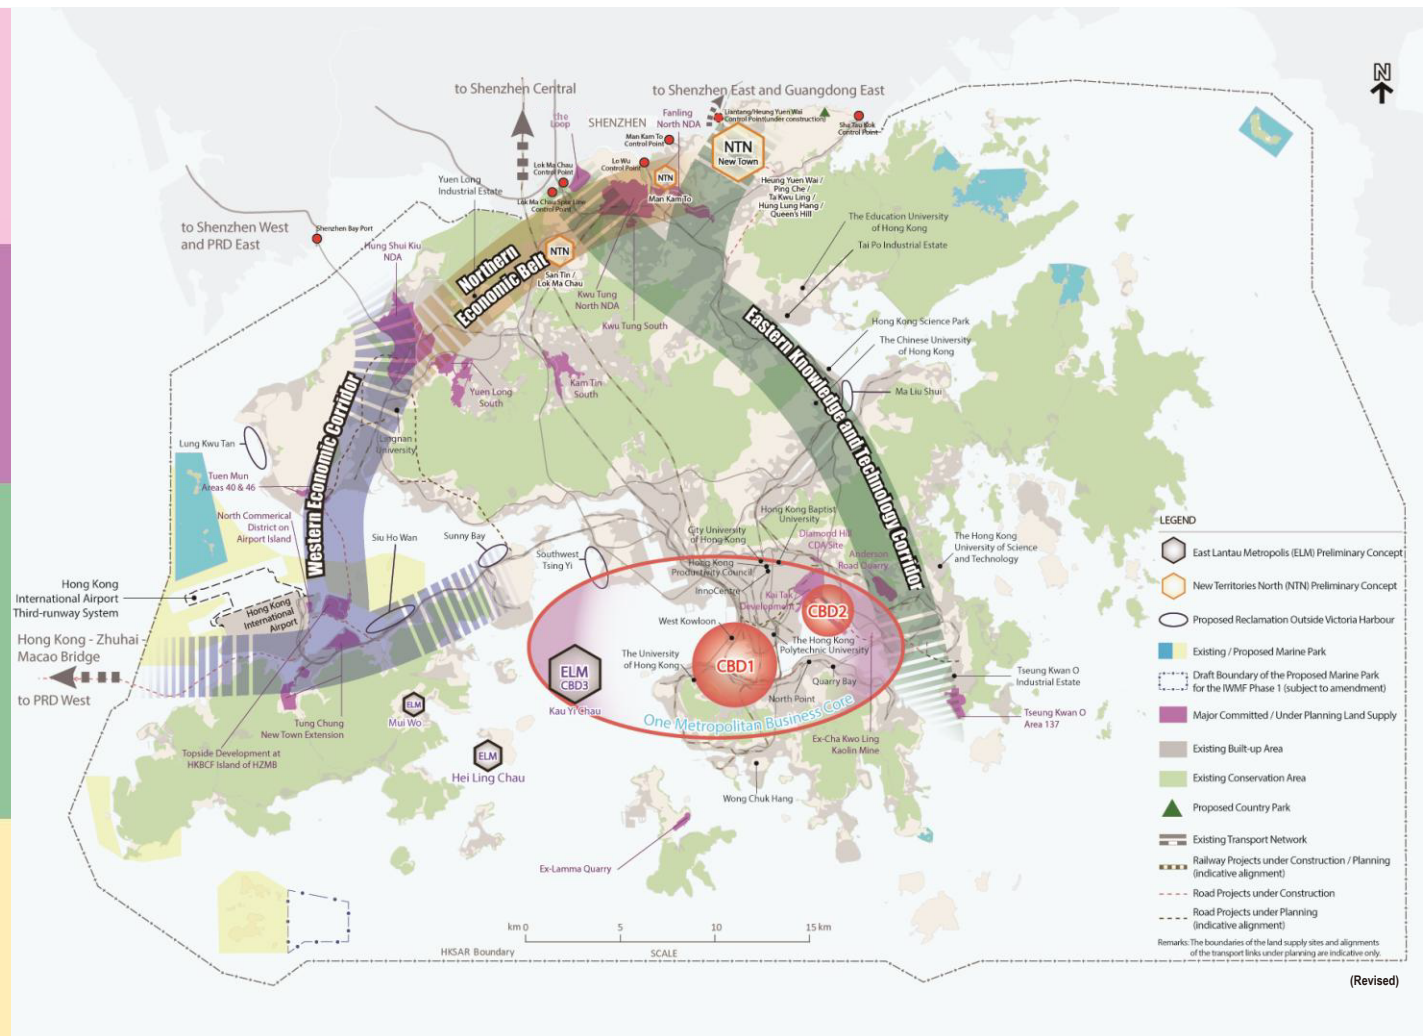 N
to Shenzhen Central
to Shenzhen East and Guangdong East
the
Loop
SHENZHEN
Fanling
North NDA
Liantang/Heung Yuen Wai
Control Point(under construction)
Sha Tau Kok
Control Point
Man Kam To
Control Point
NTN
New Town
Lo Wu
Control Point
Lok Ma Chau
Control Point
NTN
Man Kam To
Yuen Long
Industrial Estate
Lok Ma Chau Spur Line
Control Point
Heung Yuen Wai /
Ping Che /
Ta Kwu Ling /
Hung Lung Hang /
Queen's Hill
to Shenzhen West
and PRD East
Shenzhen Bay Port
The Education University
of Hong Kong
Tai Po Industrial Estate
Hung Shui Kiu
NDA
Northern
Economic Belt
NTN
San Tin /
Lok Ma Chau
Kwu Tung
North NDA
Kwu Tung South
Eastern Knowledge and Technology Corridor
Hong Kong Science Park
The Chinese University
of Hong Kong
Ma Liu Shui
Yuen Long
South
Kam Tin
South
Western Economic Corridor
Lingnan
University
Lung Kwu Tan
Tuen Mun
Areas 40 & 46
North Commerical
District on
Airport Island
Siu Ho Wan
Sunny Bay
Southwest
Tsing Yi
City University
of Hong Kong
Hong Kong Baptist
University
Diamond Hill
CDA Site
Anderson
Road Quarry
The Hong Kong
University of Science
and Technology
Hong Kong
Productivity Council
InnoCentre
Kai Tak
Development
CBD2
West Kowloon
CBD1
The University
of Hong Kong
The Hong Kong
Polytechnic University
Quarry Bay
North Point
ELM
CBD3
Kau Yi Chau
One Metropolitan Business Core
Hong Kong
International Airport
Third-runway System
Hong Kong
International
Airport
Hong Kong - Zhuhai -
Macao Bridge
to PRD West
Tung Chung
New Town Extension
Topside Development at
HKBCF Island of HZMB
ELM
Mui Wo
ELM
Hei Ling Chau
Tseung Kwan O
Industrial Estate
Tseung Kwan O
Area 137
Ex-Cha Kwo Ling
Kaolin Mine
Wong Chuk Hang
Ex-Lamma Quarry
km 0
5
10
15 km
HKSAR Boundary
SCALE
LEGEND
East Lantau Metropolis (ELM) Preliminary Concept
New Territories North (NTN) Preliminary Concept
Proposed Reclamation Outside Victoria Harbour
Existing / Proposed Marine Park
Draft Boundary of the Proposed Marine Park
for the IWMF Phase 1 (subject to amendment)
Major Committed / Under Planning Land Supply
Existing Built-up Area
Existing Conservation Area
Proposed Country Park
Existing Transport Network
Railway Projects under Construction / Planning
(indicative alignment)
Road Projects under Construction
Road Projects under Planning
(indicative alignment)
Remarks: The boundaries of the land supply sites and alignments
of the transport links under planning are indicative only.
(Revised)